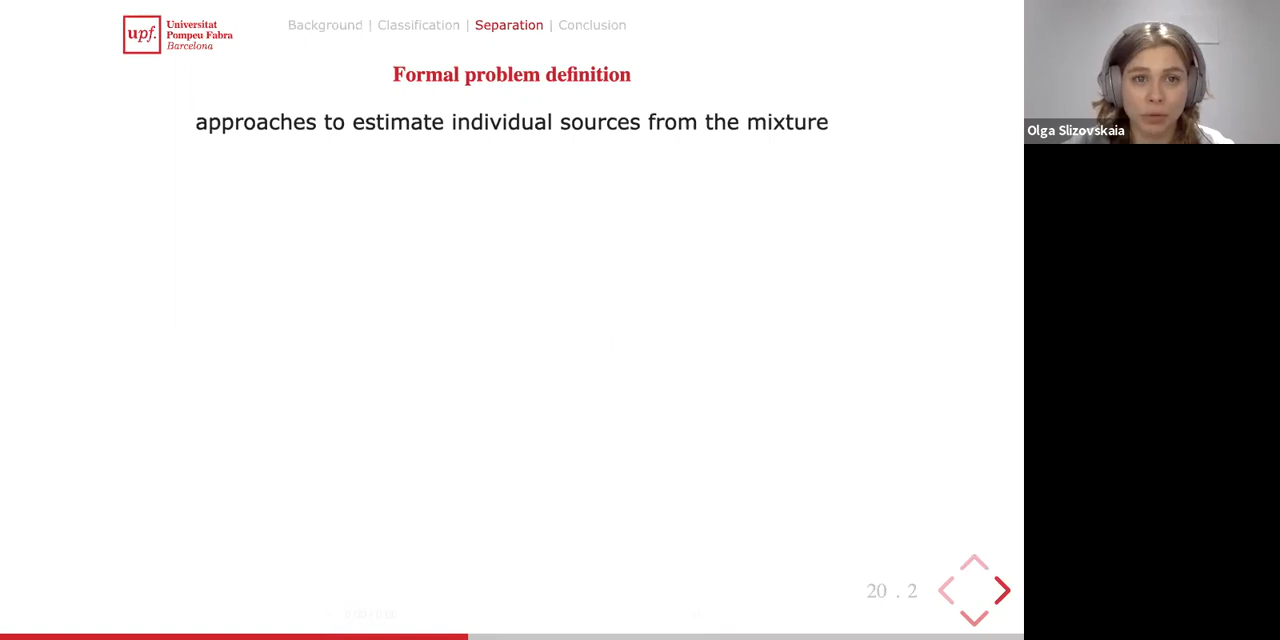 upf.
Universitat
Pompeu Fabra
Barcelona
Background | Classification | Separation | Conclusion
Formal problem definition
approaches to estimate individual sources from the mixture
Olga Slizovskaia
20 . 2